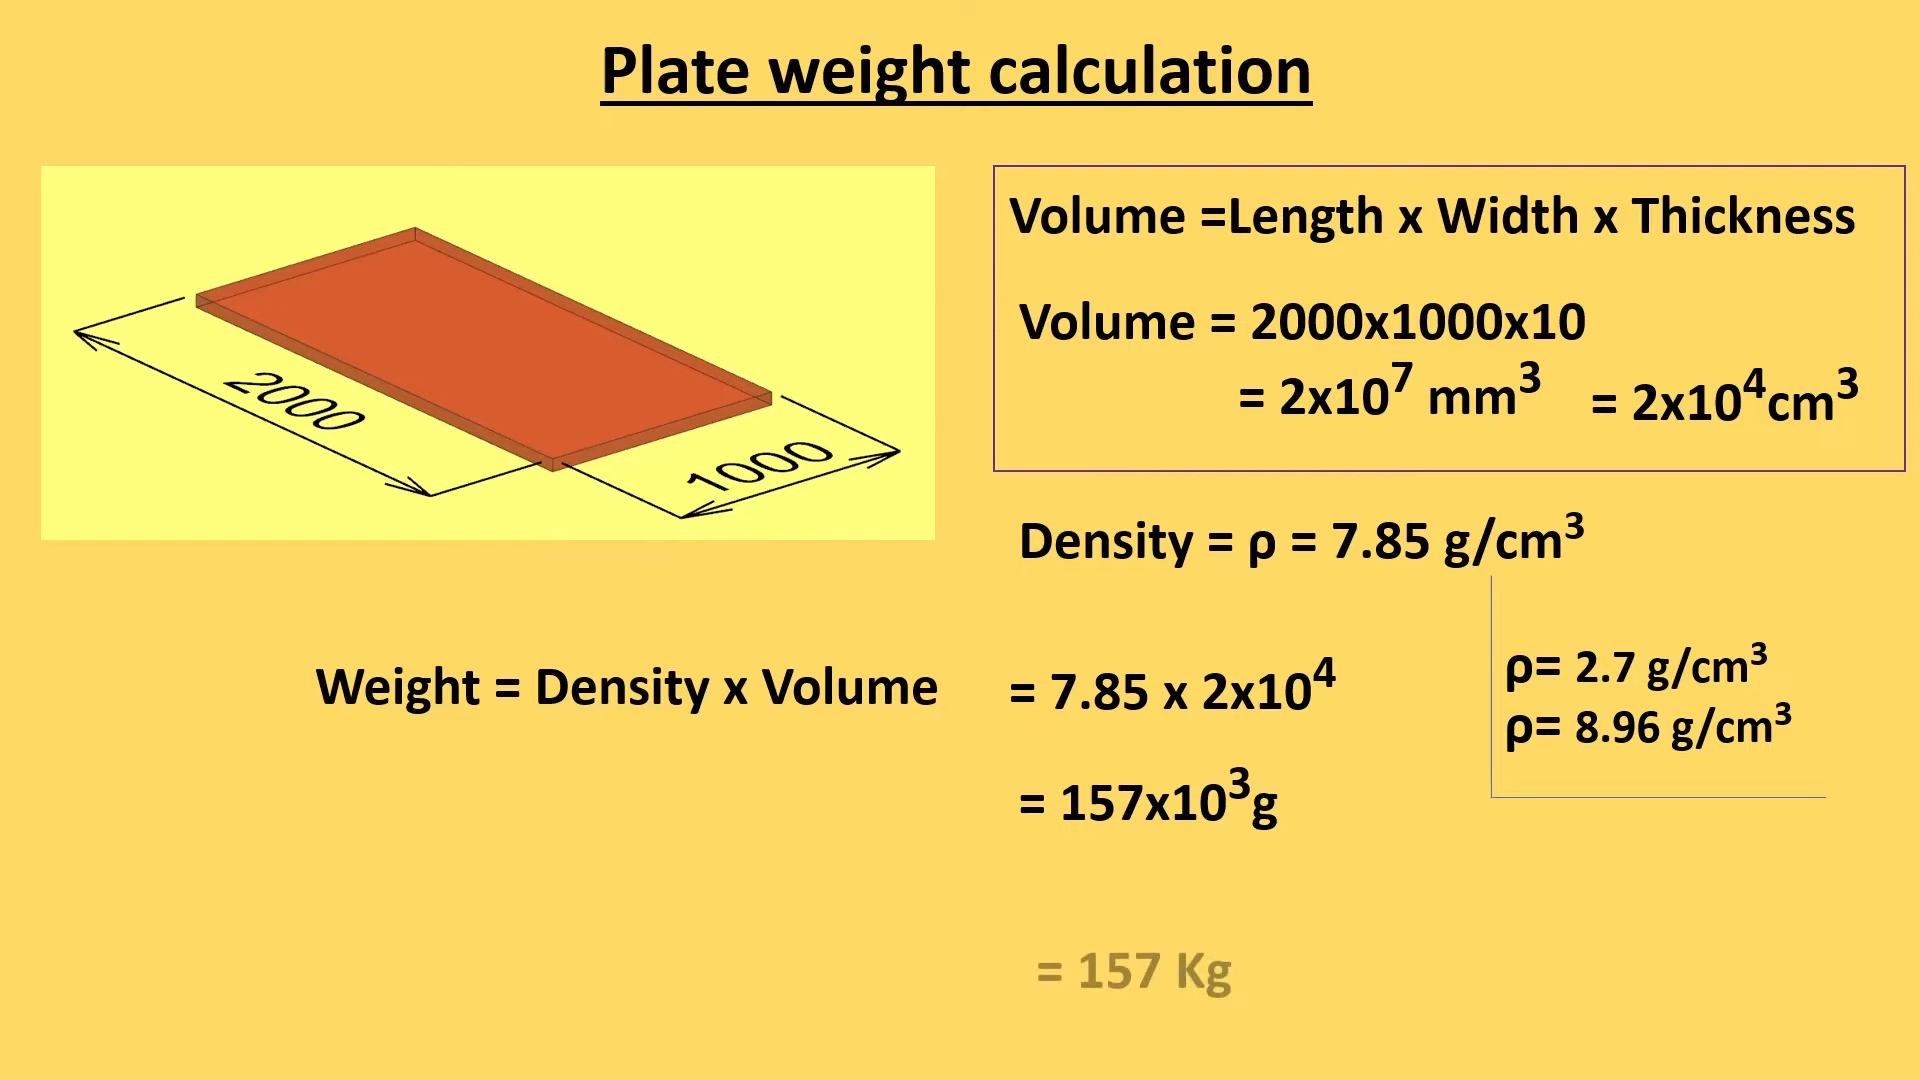 Plate weight calculation
2000
1000
Volume =Length x Width x Thickness
Volume = 2000x1000x10
= 2x10⁷ mm³ = 2x10⁴cm³
Density = ρ = 7.85 g/cm³
ρ= 2.7 g/cm³
ρ= 8.96 g/cm³
Weight = Density x Volume = 7.85 x 2x10⁴
= 157x10³g
= 157 Kg